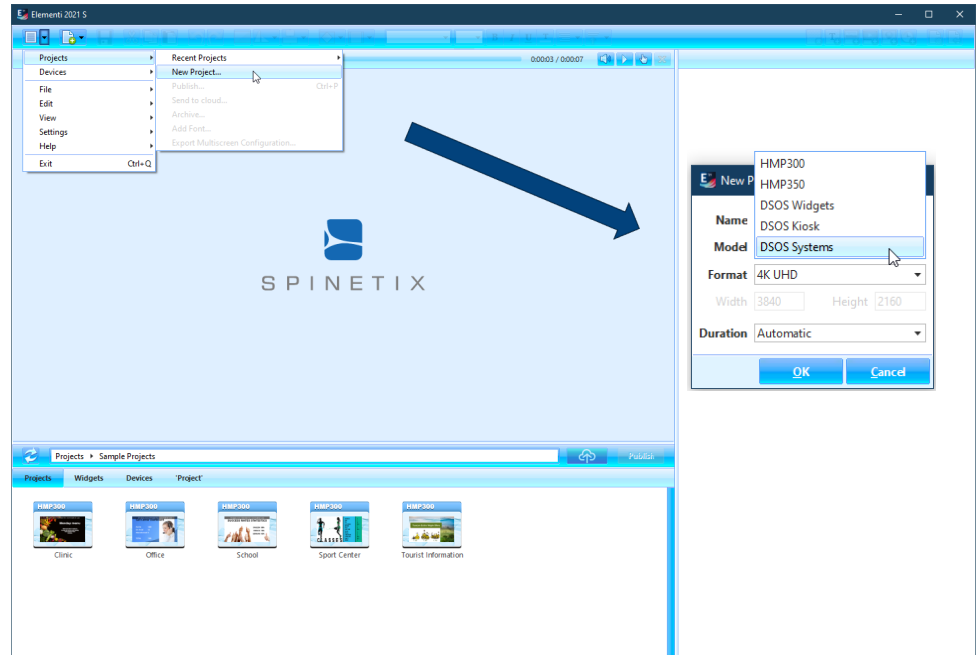 Elementi 2021 S
Projects
Recent Projects
0:00:03 / 0:00:07
Devices
New Project...
File
Publish... Ctrl+P
Edit
Send to cloud...
View
Archive...
Settings
Add Font...
Help
Export Multiscreen Configuration...
Exit Ctrl+Q
HMP300
New P
HMP350
DSOS Widgets
Name
DSOS Kiosk
Model
DSOS Systems
Format 4K UHD
Width 3840 Height 2160
Duration Automatic
OK Cancel
SPINETIX
Projects Sample Projects
Publish
Projects Widgets Devices 'Project'
HMP300 HMP300 HMP300 HMP300 HMP300
CLASSES
Clinic Office School Sport Center Tourist Information